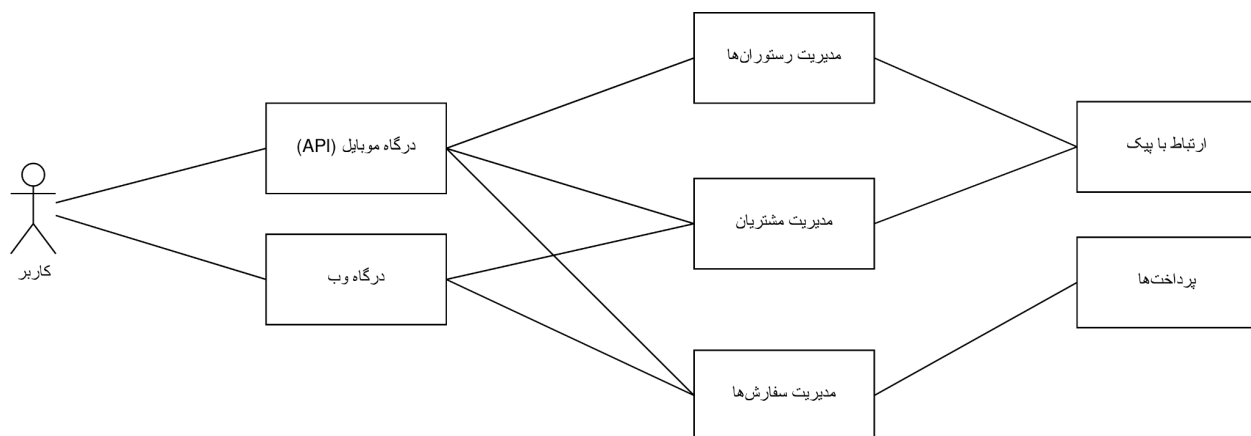 مدیریت رستوران‌ها
درگاه موبایل (API)
ارتباط با پیک
مدیریت مشتریان
کاربر
درگاه وب
پرداخت‌ها
مدیریت سفارش‌ها